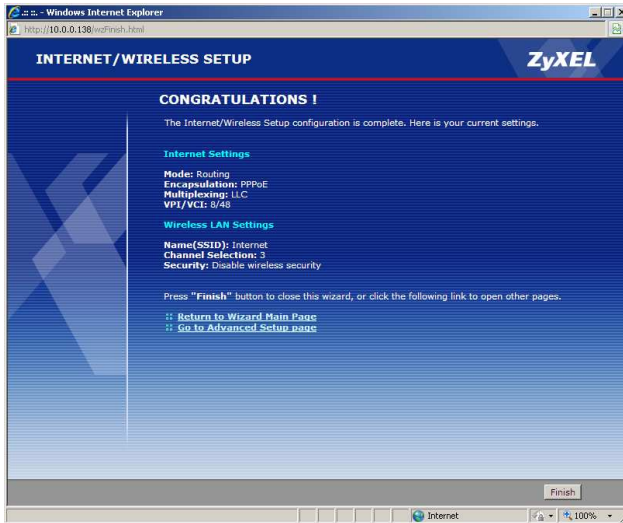 .:: ::. - Windows Internet Explorer
http://10.0.0.138/wzFinish.html
INTERNET/WIRELESS SETUP
ZyXEL
CONGRATULATIONS !
The Internet/Wireless Setup configuration is complete. Here is your current settings.
Internet Settings
Mode: Routing
Encapsulation: PPPoE
Multiplexing: LLC
VPI/VCI: 8/48
Wireless LAN Settings
Name(SSID): Internet
Channel Selection: 3
Security: Disable wireless security
Press "Finish" button to close this wizard, or click the following link to open other pages.
:: Return to Wizard Main Page
:: Go to Advanced Setup page
Finish
Internet
100%